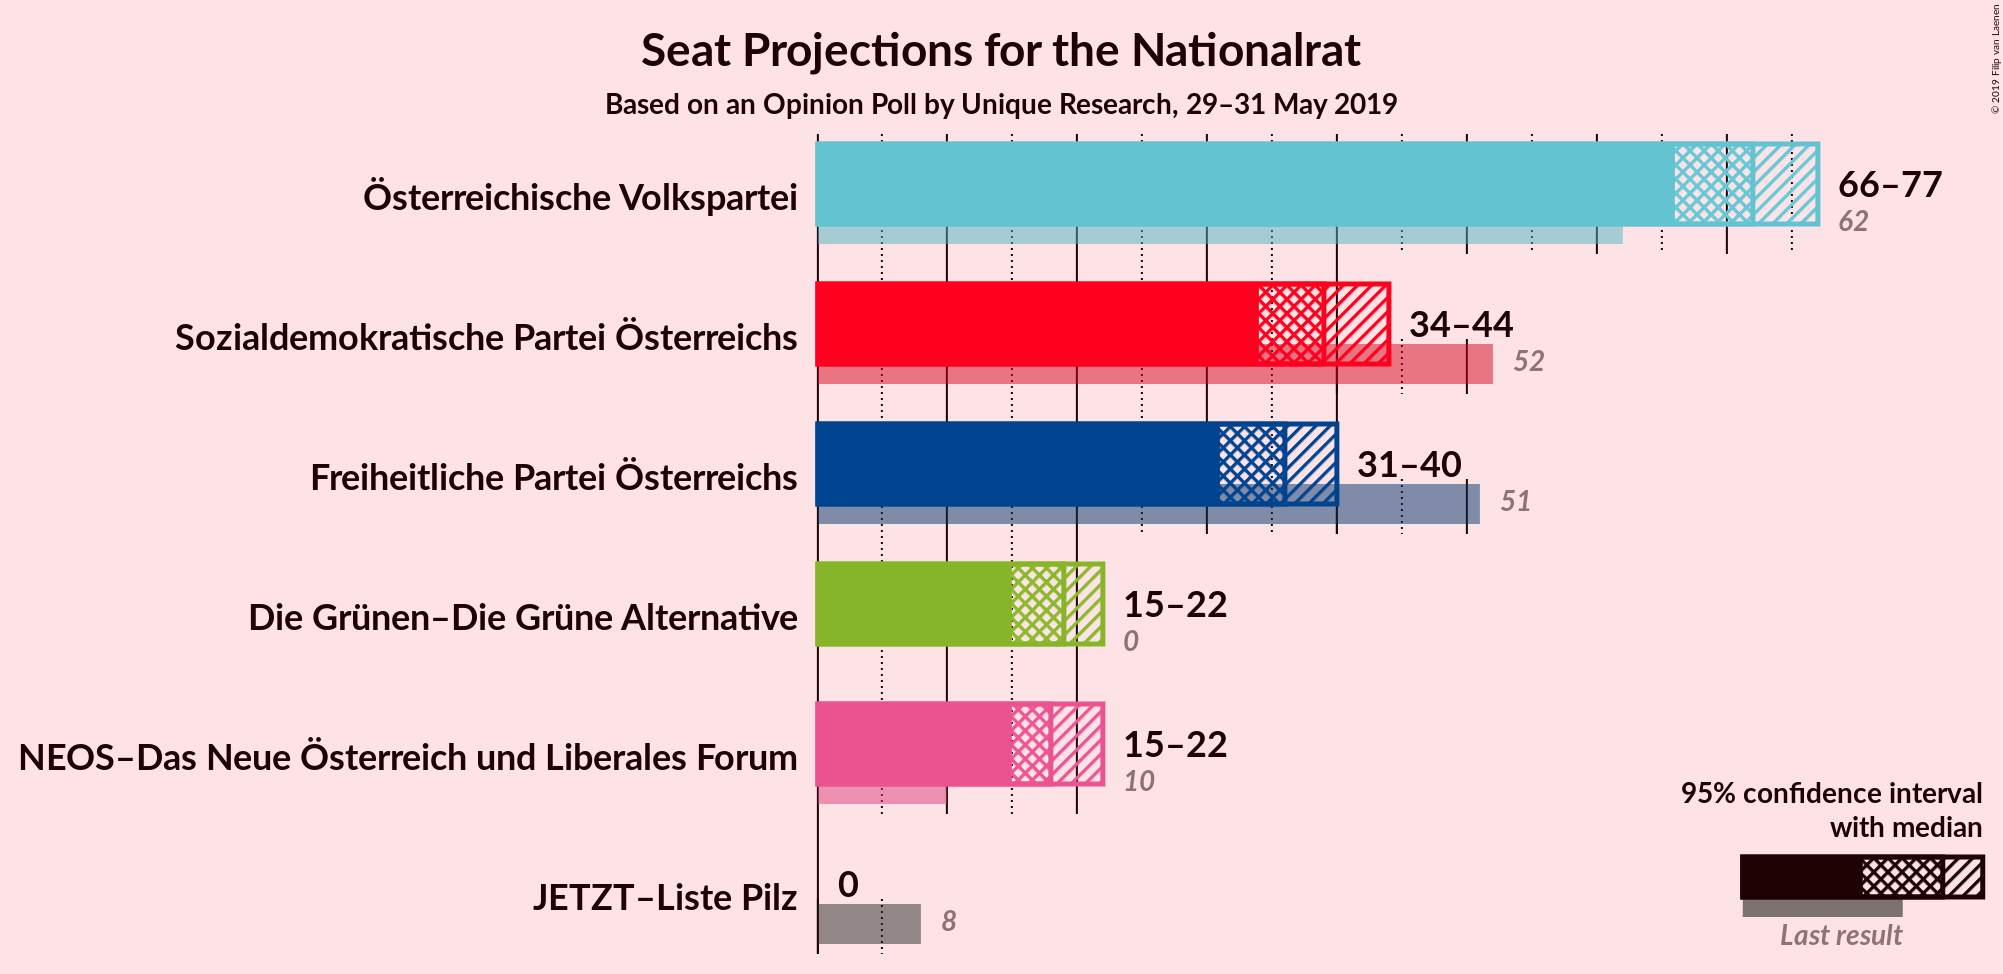 Seat Projections for the Nationalrat
Based on an Opinion Poll by Unique Research, 29–31 May 2019
© 2019 Filip van Laenen
Österreichische Volkspartei
66–77
62
Sozialdemokratische Partei Österreichs
34–44
52
Freiheitliche Partei Österreichs
31–40
51
Die Grünen–Die Grüne Alternative
15–22
0
NEOS–Das Neue Österreich und Liberales Forum
15–22
10
JETZT–Liste Pilz
0
8
95% confidence interval
with median
Last result